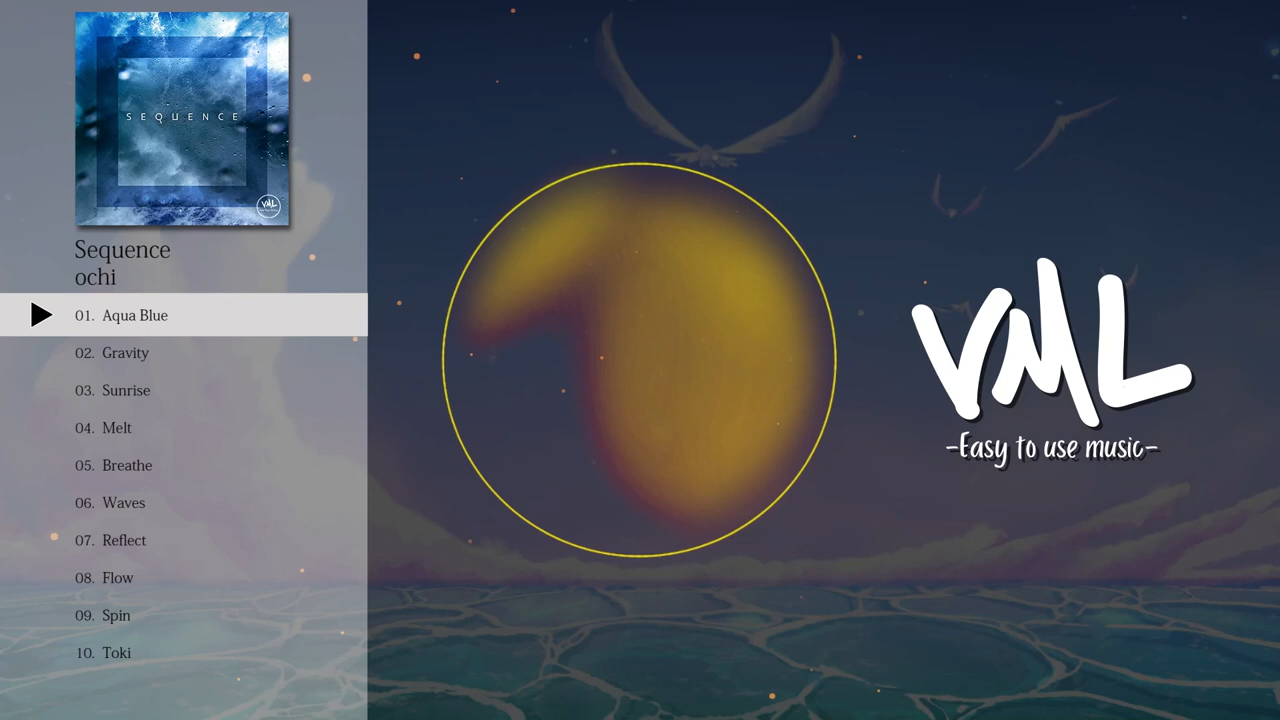 SEQUENCE
VML
Sequence
ochi
01. Aqua Blue
02. Gravity
03. Sunrise
04. Melt
05. Breathe
06. Waves
07. Reflect
08. Flow
09. Spin
10. Toki
VML
-Easy to use music-